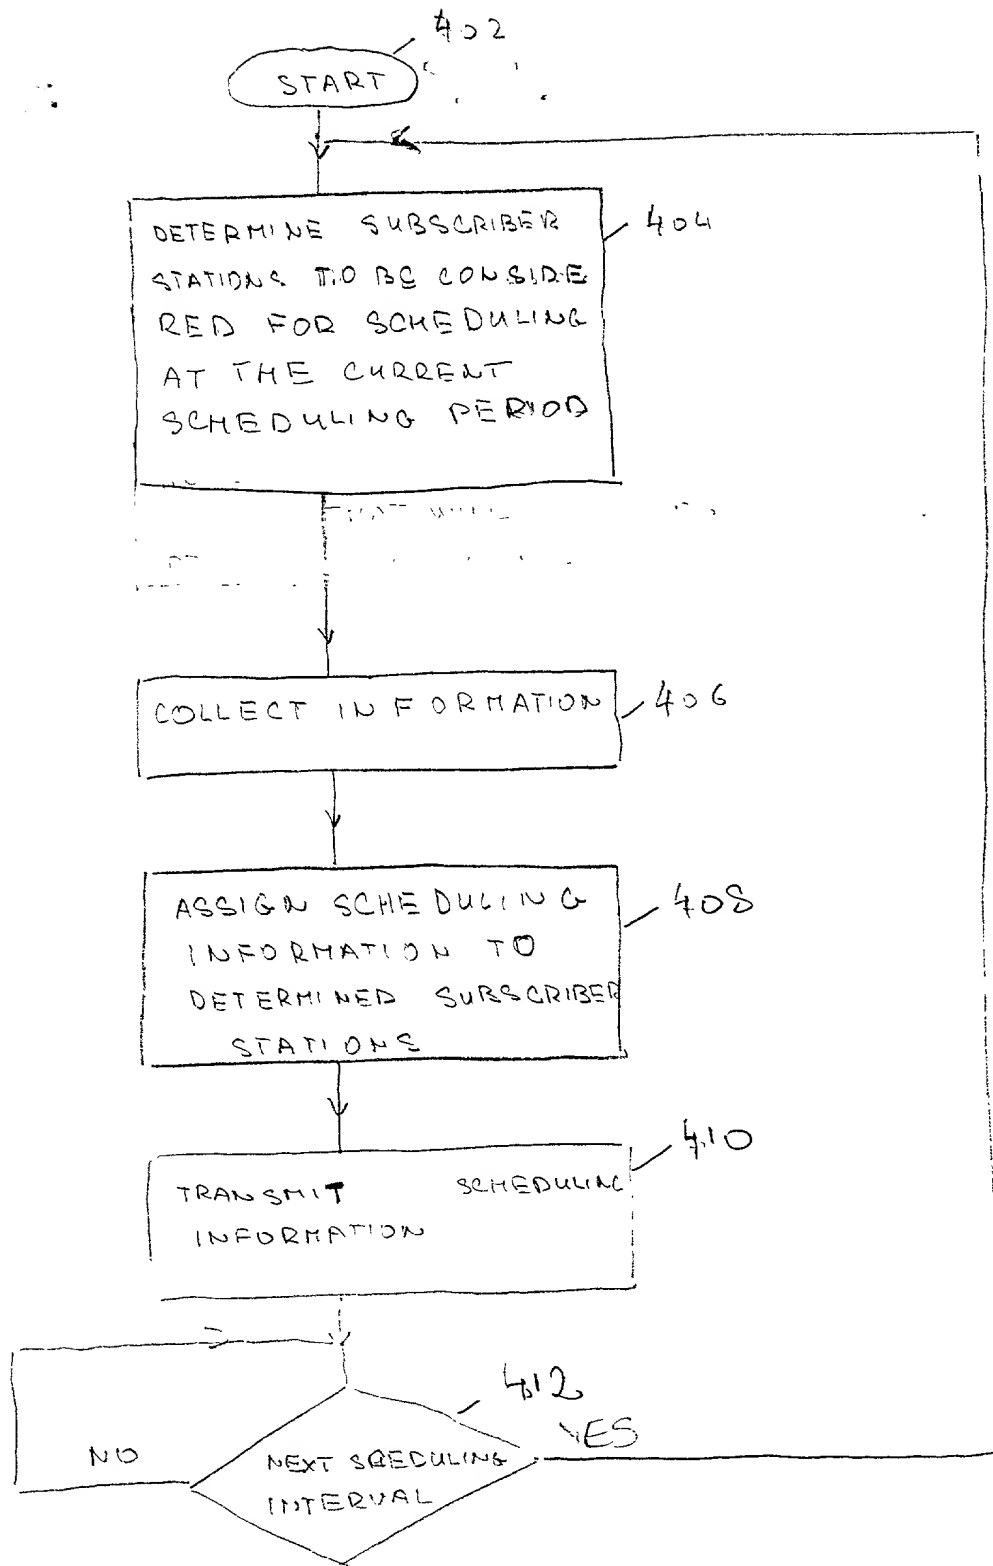 402
START
DETERMINE SUBSCRIBER
404
STATIONS TO BE CONSIDE
RED FOR SCHEDULING
AT THE CURRENT
SCHEDULING PERIOD
COLLECT INFORMATION
406
ASSIGN SCHEDULING
408
INFORMATION TO
DETERMINED SUBSCRIBER
STATIONS
410
TRANSMIT SCHEDULING
INFORMATION
412
YES
NO
NEXT SQEDULING
INTERVAL